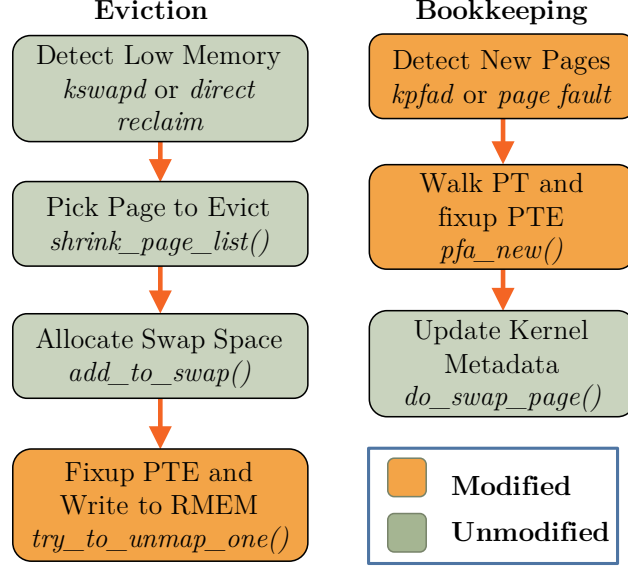 Eviction
Detect Low Memory
kswapd or direct
reclaim
Pick Page to Evict
shrink_page_list()
Allocate Swap Space
add_to_swap()
Fixup PTE and
Write to RMEM
try_to_unmap_one()
Bookkeeping
Detect New Pages
kpfad or page fault
Walk PT and
fixup PTE
pfa_new()
Update Kernel
Metadata
do_swap_page()
Modified
Unmodified